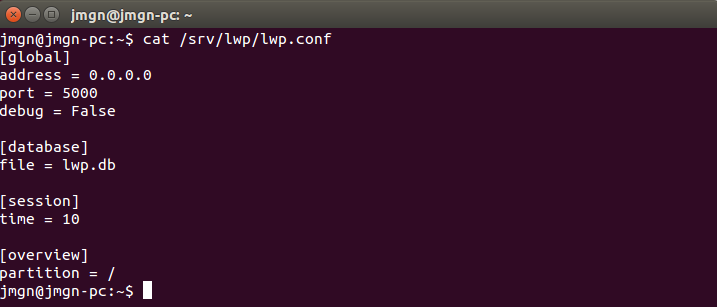 jmgn@jmgn-pc: ~
jmgn@jmgn-pc:~$ cat /srv/lwp/lwp.conf
[global]
address = 0.0.0.0
port = 5000
debug = False
[database]
file = lwp.db
[session]
time = 10
[overview]
partition = /
jmgn@jmgn-pc:~$